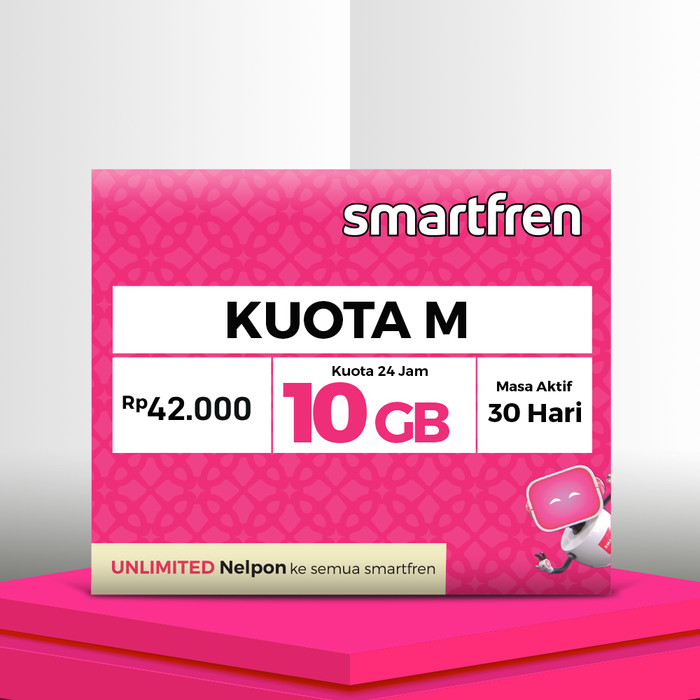 smartfren
KUOTA M
Rp42.000
Kuota 24 Jam
10 GB
Masa Aktif
30 Hari
UNLIMITED Nelpon ke semua smartfren